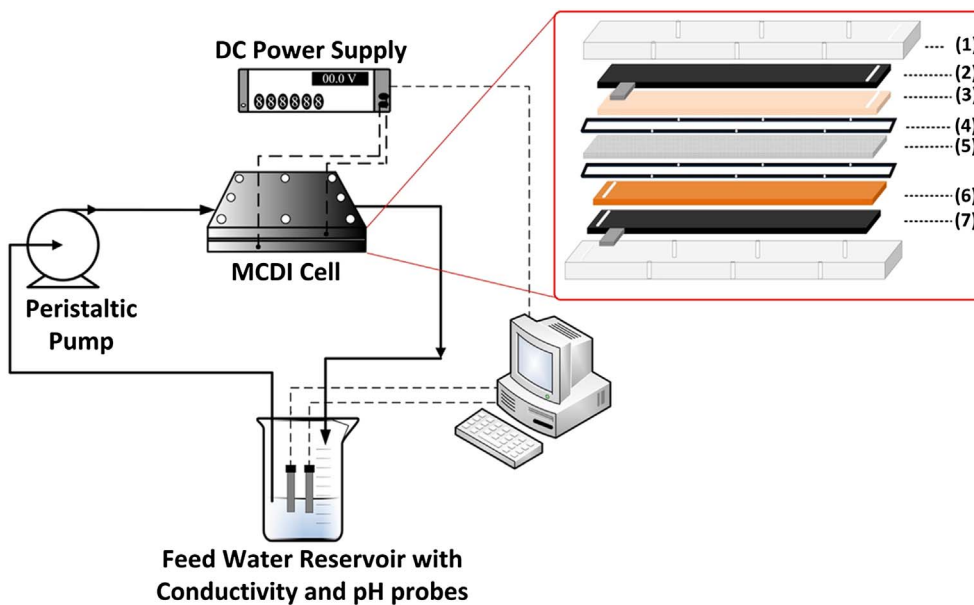 DC Power Supply
00.0 V
MCDI Cell
Peristaltic
Pump
Feed Water Reservoir with
Conductivity and pH probes
(1)
(2)
(3)
(4)
(5)
(6)
(7)